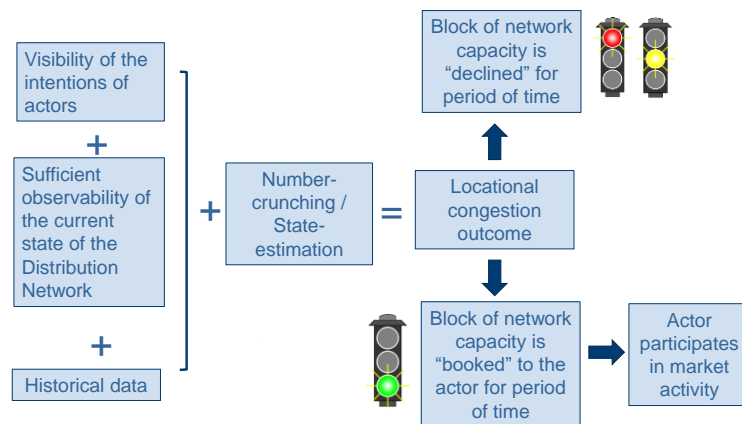 Visibility of the
intentions of
actors
+
Sufficient
observability of
the current
state of the
Distribution
Network
+
Historical data
+
Number-
crunching /
State-
estimation
=
Locational
congestion
outcome
Block of network
capacity is
“declined” for
period of time
Block of network
capacity is
“booked” to the
actor for period
of time
Actor
participates
in market
activity